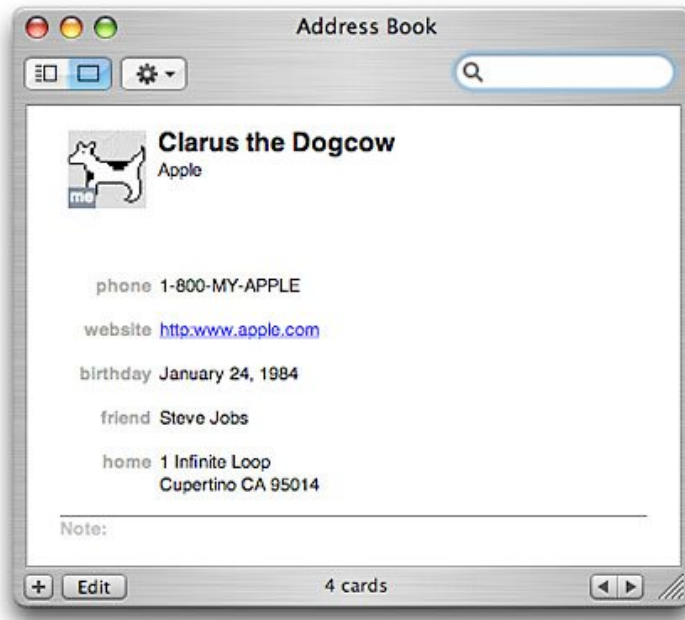 Address Book
Clarus the Dogcow
Apple
me
phone 1-800-MY-APPLE
website http:www.apple.com
birthday January 24, 1984
friend Steve Jobs
home 1 Infinite Loop
Cupertino CA 95014
Note:
+ Edit 4 cards